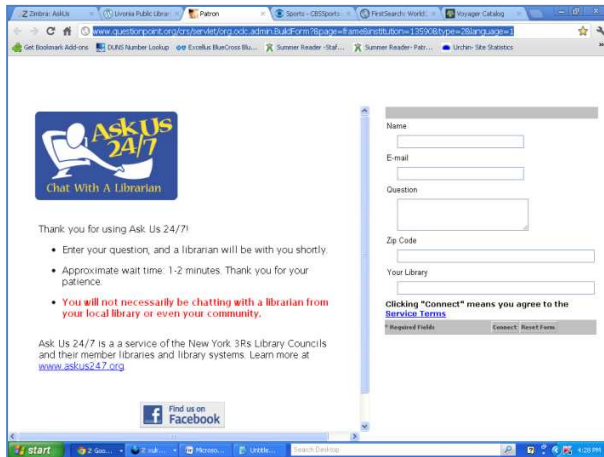 Zimbra: AskUs
Livonia Public Librar
Patron
Sports - CBSSports
FirstSearch: World
Voyager Catalog
www.questionpoint.org/crs/servlet/org.oclc.admin.BuildForm?&page=frame&institution=13590&type=2&language=1
Get Bookmark Add-ons
DUNS Number Lookup
Excellus BlueCross Blu...
Summer Reader -Staf...
Summer Reader- Patr...
Urchin- Site Statistics
Ask Us
24/7
Chat With A Librarian
Thank you for using Ask Us 24/7!
• Enter your question, and a librarian will be with you shortly.
• Approximate wait time: 1-2 minutes. Thank you for your
patience.
• You will not necessarily be chatting with a librarian from
your local library or even your community.
Ask Us 24/7 is a a service of the New York 3Rs Library Councils
and their member libraries and library systems. Learn more at
www.askus247.org.
Find us on
Facebook
Name
E-mail
Question
Zip Code
Your Library
Clicking "Connect" means you agree to the
Service Terms
* Required Fields
Connect Reset Form
start
2 Goo...
Microso...
Untitle...
Search Desktop
4:28 PM